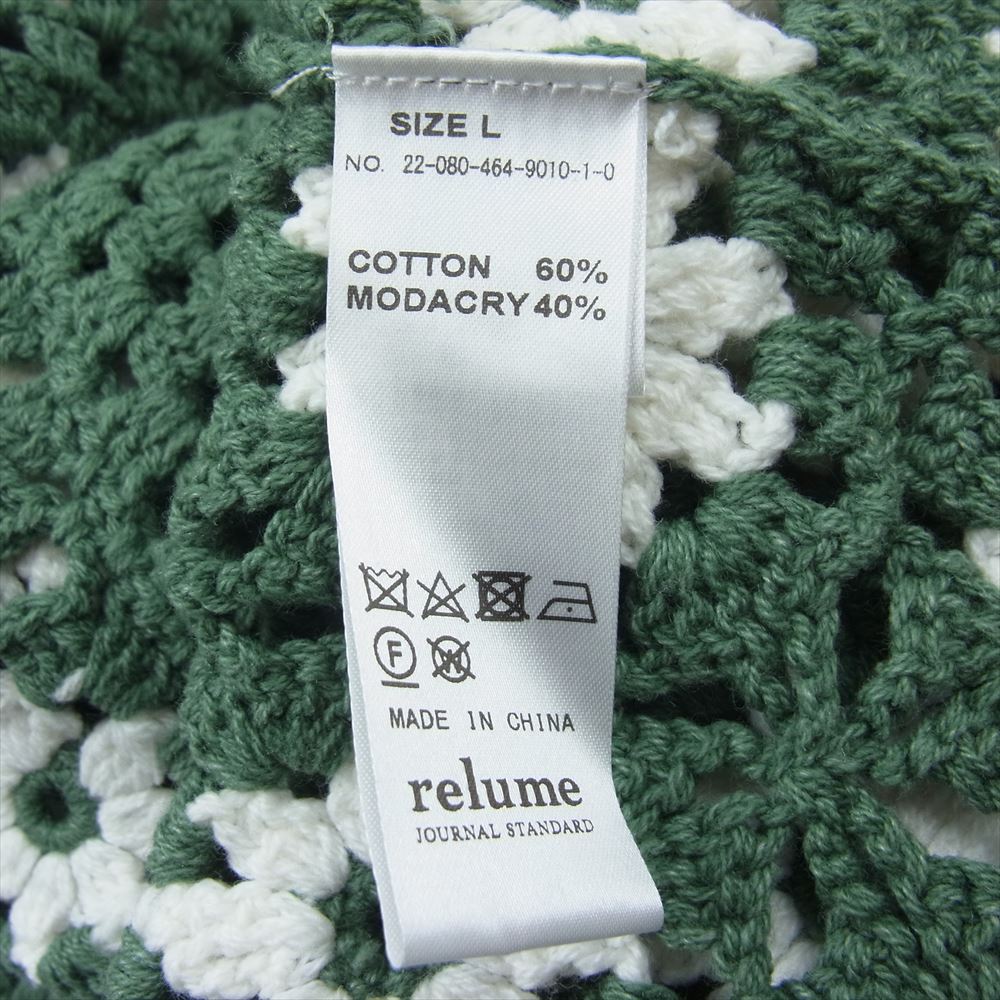 SIZE L
NO. 22-080-464-9010-1-0
COTTON 60%
MODACRY 40%
F
W
MADE IN CHINA
relume
JOURNAL STANDARD